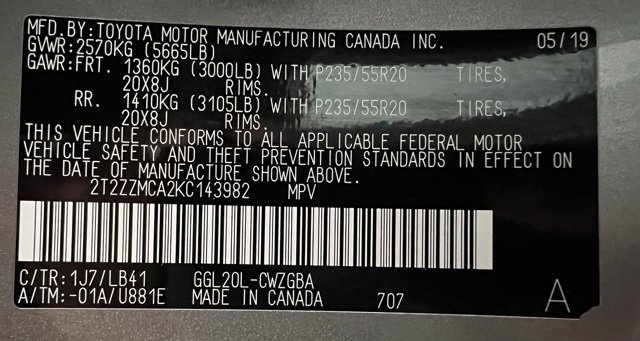 MFD.BY:TOYOTA MOTOR MANUFACTURING CANADA INC. 05/19
GVWR:2570KG (5665LB)
GAWR:FRT. 1360KG (3000LB) WITH P235/55R20 TIRES,
20X8J RIMS.
RR. 1410KG (3105LB) WITH P235/55R20 TIRES,
20X8J RIMS.
THIS VEHICLE CONFORMS TO ALL APPLICABLE FEDERAL MOTOR
VEHICLE SAFETY AND THEFT PREVENTION STANDARDS IN EFFECT ON
THE DATE OF MANUFACTURE SHOWN ABOVE.
2T2ZZMCA2KC143982 MPV
C/TR:1J7/LB41 GGL20L-CWZGBA
A/TM:-01A/U881E MADE IN CANADA 707 A